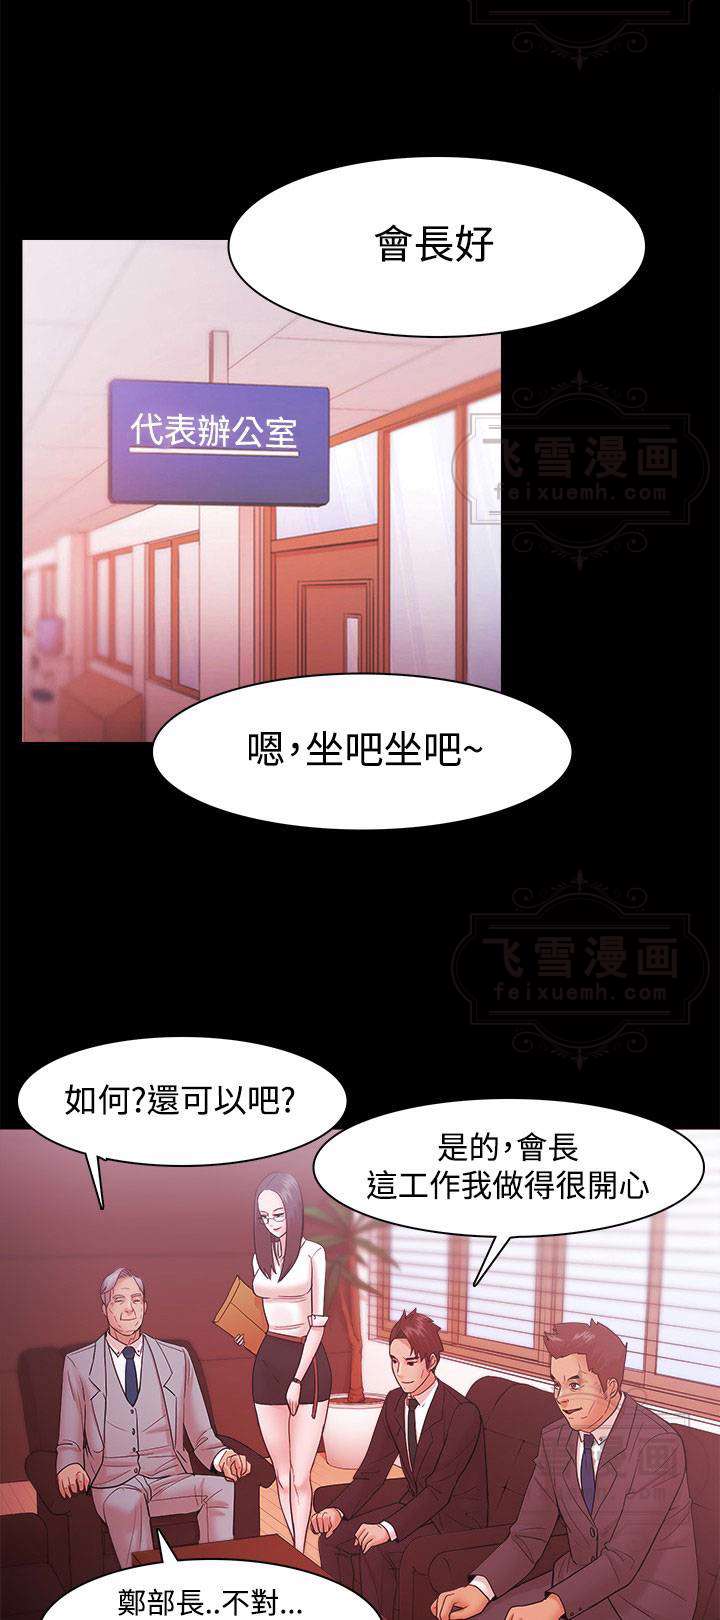 會長好
代表辦公室
飞雪漫画
feixuemh.com
嗯，坐吧坐吧~
飞雪漫画
feixuemh.com
如何?還可以吧?
是的，會長
這工作我做得很開心
鄭部長..不對...